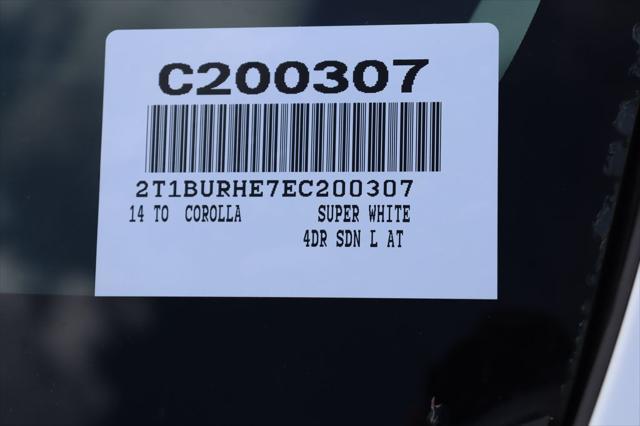 C200307
2T1BURHE7EC200307
14 TO COROLLA SUPER WHITE
4DR SDN L AT